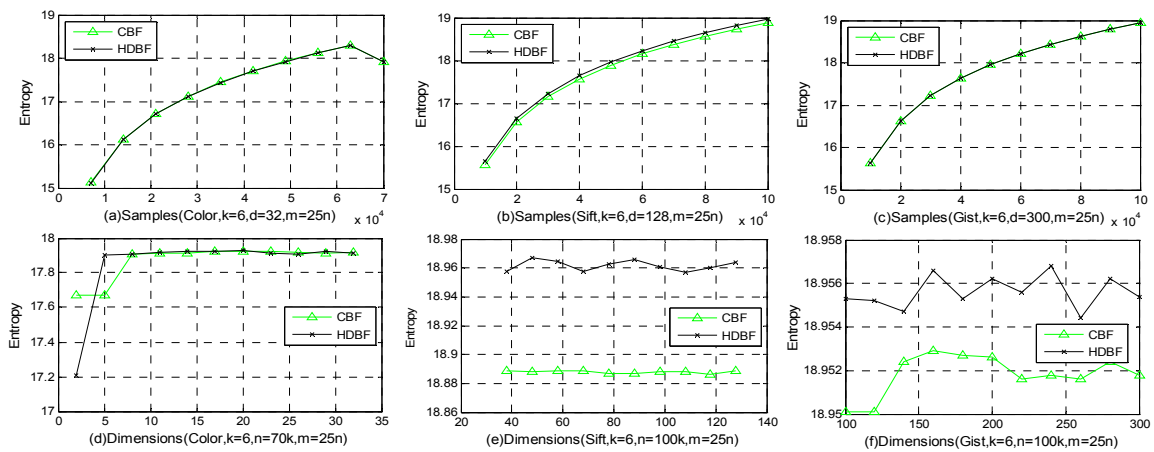 19
18
17
16
15
Entropy
CBF
HDBF
0 1 2 3 4 5 6 7
x 10⁴
(a)Samples(Color,k=6,d=32,m=25n)
19
18
17
16
15
Entropy
CBF
HDBF
0 2 4 6 8 10
x 10⁴
(b)Samples(Sift,k=6,d=128,m=25n)
19
18
17
16
15
Entropy
CBF
HDBF
0 2 4 6 8 10
x 10⁴
(c)Samples(Gist,k=6,d=300,m=25n)
18
17.8
17.6
17.4
17.2
17
Entropy
CBF
HDBF
0 5 10 15 20 25 30 35
(d)Dimensions(Color,k=6,n=70k,m=25n)
18.98
18.96
18.94
18.92
18.9
18.88
18.86
Entropy
CBF
HDBF
20 40 60 80 100 120 140
(e)Dimensions(Sift,k=6,n=100k,m=25n)
18.958
18.956
18.954
18.952
18.95
Entropy
CBF
HDBF
100 150 200 250 300
(f)Dimensions(Gist,k=6,n=100k,m=25n)